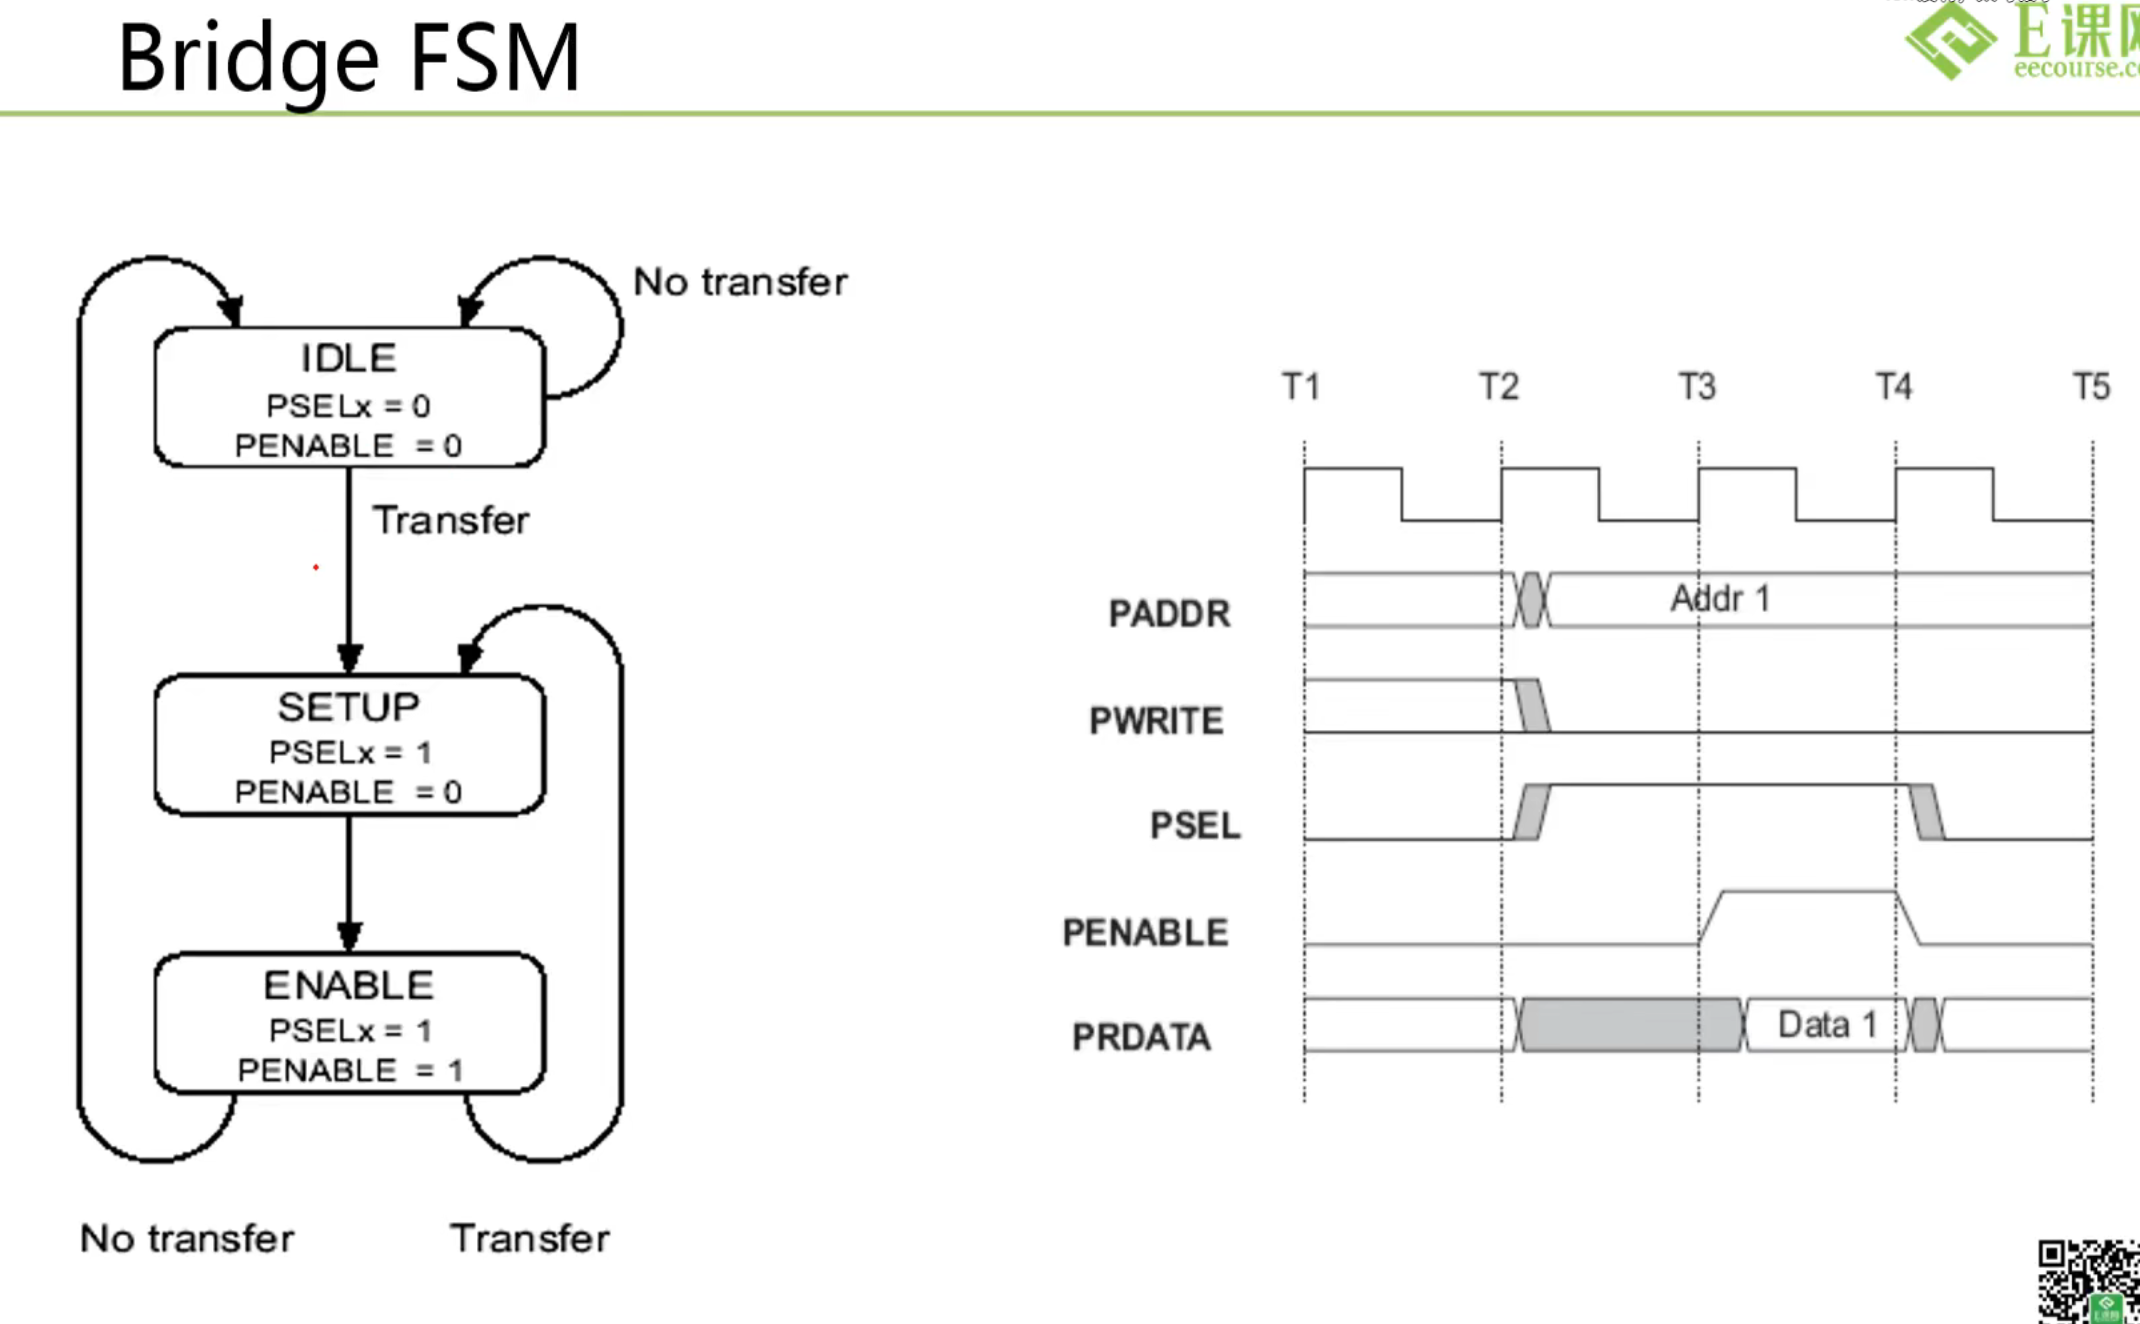 Bridge FSM
E课网
eecourse.c
No transfer
IDLE
PSELx = 0
PENABLE = 0
Transfer
SETUP
PSELx = 1
PENABLE = 0
ENABLE
PSELx = 1
PENABLE = 1
No transfer
Transfer
T1 T2 T3 T4 T5
PADDR
Addr 1
PWRITE
PSEL
PENABLE
PRDATA
Data 1